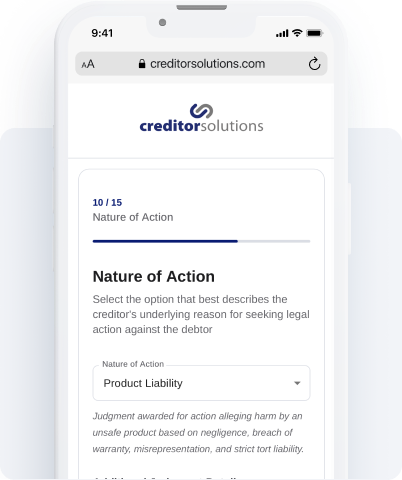 9:41
AA creditorsolutions.com
creditorsolutions
10 / 15
Nature of Action
Nature of Action
Select the option that best describes the
creditor's underlying reason for seeking legal
action against the debtor
Nature of Action
Product Liability
Judgment awarded for action alleging harm by an
unsafe product based on negligence, breach of
warranty, misrepresentation, and strict tort liability.